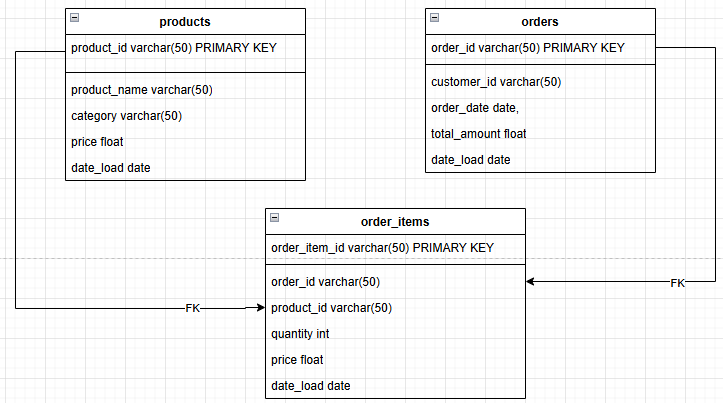 products
product_id varchar(50) PRIMARY KEY
product_name varchar(50)
category varchar(50)
price float
date_load date
orders
order_id varchar(50) PRIMARY KEY
customer_id varchar(50)
order_date date,
total_amount float
date_load date
order_items
order_item_id varchar(50) PRIMARY KEY
order_id varchar(50)
product_id varchar(50)
quantity int
price float
date_load date
FK
FK